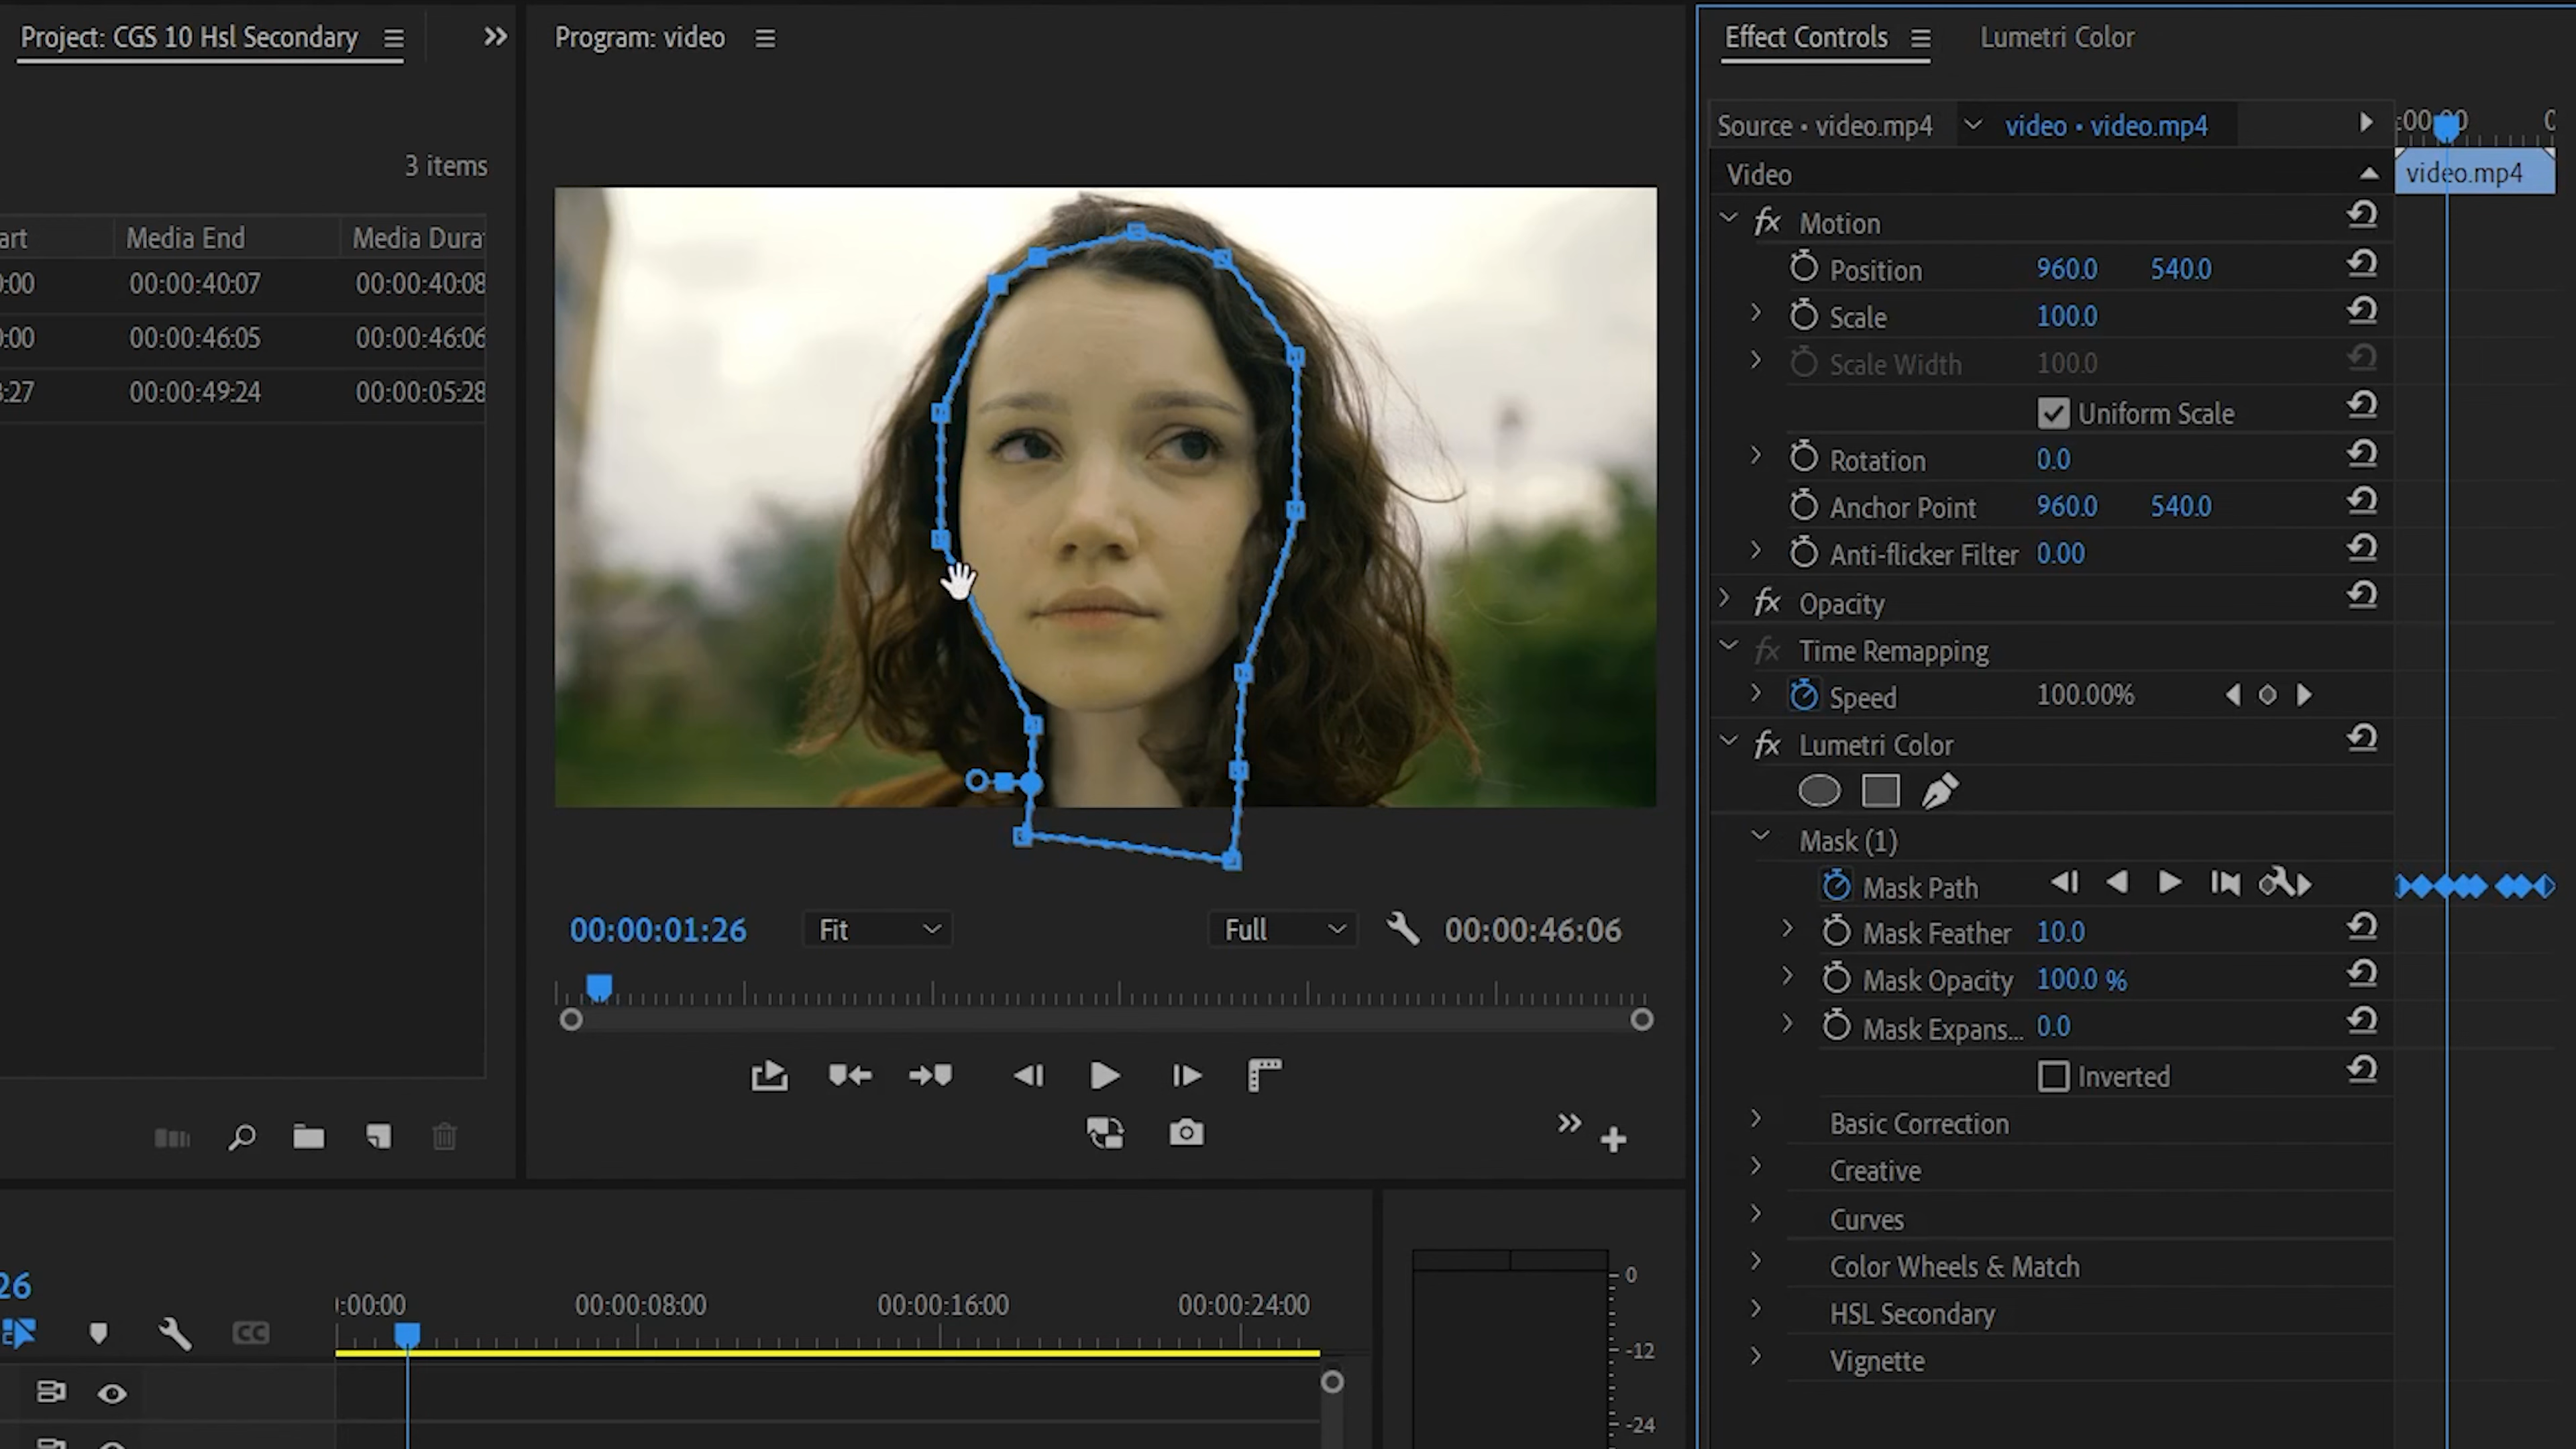 Project: CGS 10 Hsl Secondary
3 items
art Media End Media Dura
0:00 00:00:40:07 00:00:40:08
0:00 00:00:46:05 00:00:46:06
3:27 00:00:49:24 00:00:05:28
Program: video
00:00:01:26 Fit Full 00:00:46:06
Effect Controls Lumetri Color
Source • video.mp4 video • video.mp4 :00:00
Video video.mp4
fx Motion
Position 960.0 540.0
Scale 100.0
Scale Width 100.0
Uniform Scale
Rotation 0.0
Anchor Point 960.0 540.0
Anti-flicker Filter 0.00
fx Opacity
fx Time Remapping
Speed 100.00%
fx Lumetri Color
Mask (1)
Mask Path
Mask Feather 10.0
Mask Opacity 100.0 %
Mask Expans... 0.0
Inverted
Basic Correction
Creative
Curves
Color Wheels & Match
HSL Secondary
Vignette
26
CC
:00:00 00:00:08:00 00:00:16:00 00:00:24:00
0
-12
-24